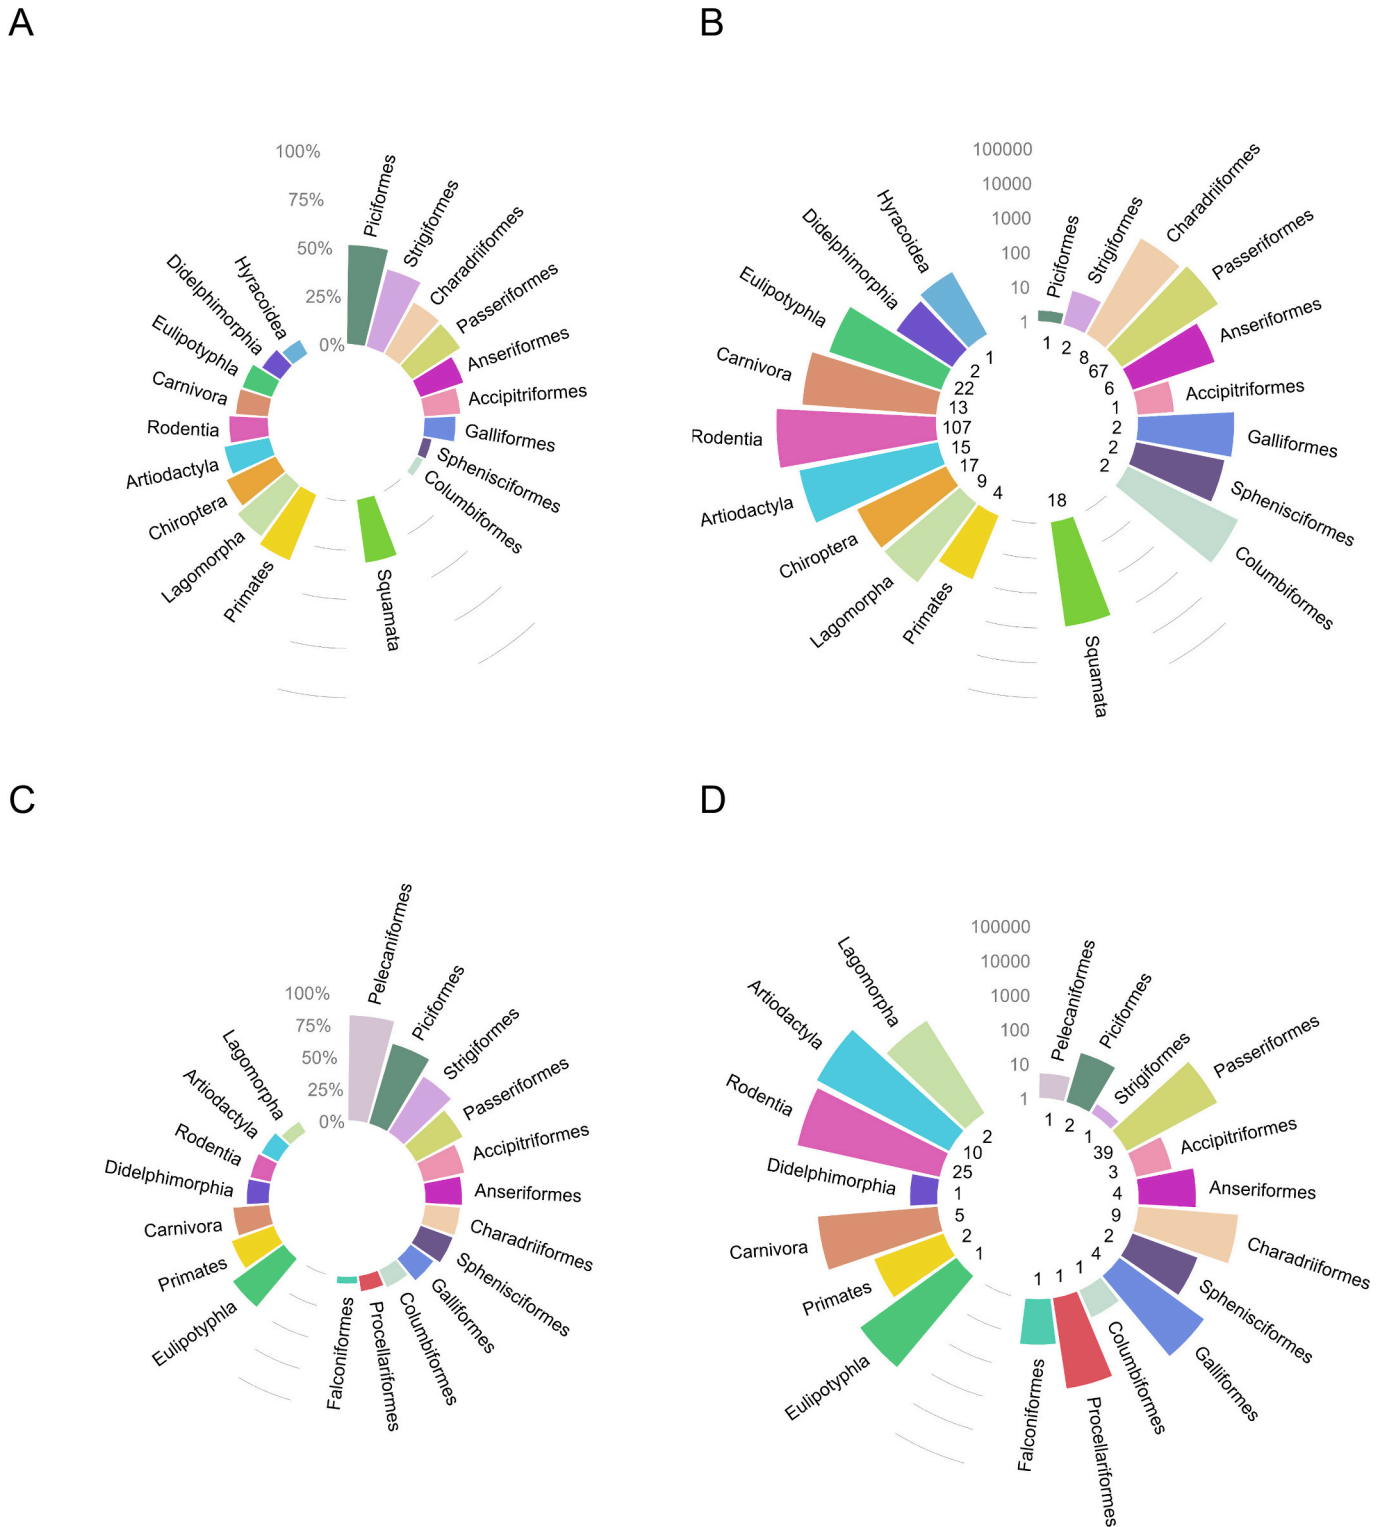 A
100%
75%
50%
25%
0%
Piciformes
Strigiformes
Charadriiformes
Passeriformes
Anseriformes
Accipitriformes
Galliformes
Sphenisciformes
Columbiformes
Squamata
Primates
Lagomorpha
Chiroptera
Artiodactyla
Rodentia
Carnivora
Eulipotyphla
Didelphimorphia
Hyracoidea
B
100000
10000
1000
100
10
1
Piciformes
Strigiformes
Charadriiformes
Passeriformes
Anseriformes
Accipitriformes
Galliformes
Sphenisciformes
Columbiformes
Squamata
Primates
Lagomorpha
Chiroptera
Artiodactyla
Rodentia
Carnivora
Eulipotyphla
Didelphimorphia
Hyracoidea
1
2
8
67
6
1
2
2
2
18
4
9
17
15
107
13
22
2
1
C
100%
75%
50%
25%
0%
Pelecaniformes
Piciformes
Strigiformes
Passeriformes
Accipitriformes
Anseriformes
Charadriiformes
Sphenisciformes
Galliformes
Columbiformes
Procellariformes
Falconiformes
Eulipotyphla
Primates
Carnivora
Didelphimorphia
Rodentia
Artiodactyla
Lagomorpha
D
100000
10000
1000
100
10
1
Pelecaniformes
Piciformes
Strigiformes
Passeriformes
Accipitriformes
Anseriformes
Charadriiformes
Sphenisciformes
Galliformes
Columbiformes
Procellariformes
Falconiformes
Eulipotyphla
Primates
Carnivora
Didelphimorphia
Rodentia
Artiodactyla
Lagomorpha
1
2
1
39
3
4
9
2
4
1
1
1
1
2
5
1
25
10
2